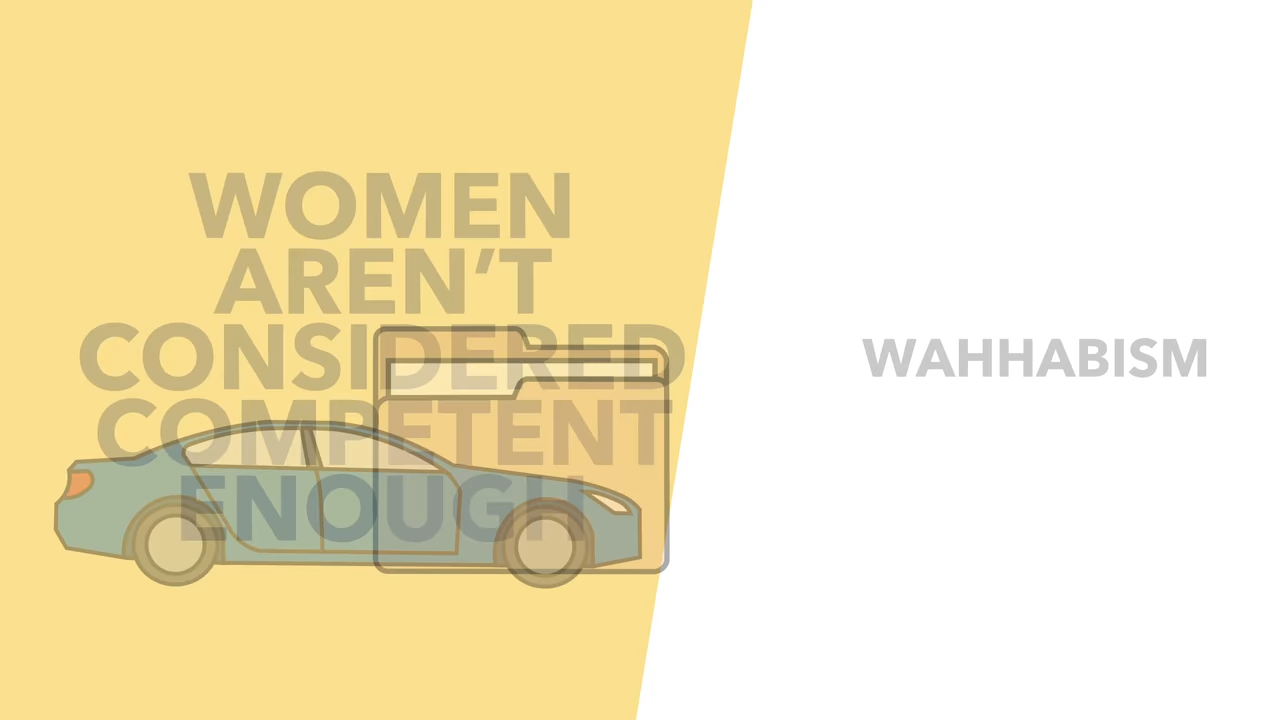 WOMEN
AREN’T
CONSIDERED
COMPETENT
ENOUGH
WAHHABISM